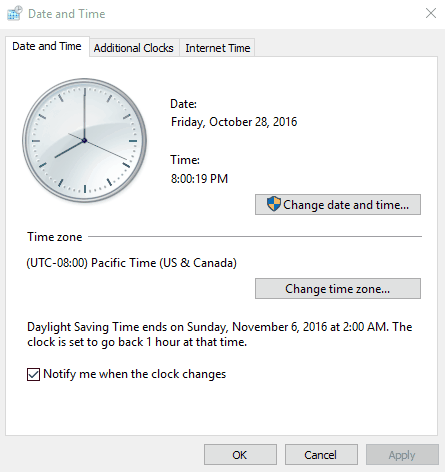 Date and Time
Date and Time
Additional Clocks
Internet Time
Date:
Friday, October 28, 2016
Time:
8:00:19 PM
Change date and time...
Time zone
(UTC-08:00) Pacific Time (US & Canada)
Change time zone...
Daylight Saving Time ends on Sunday, November 6, 2016 at 2:00 AM. The
clock is set to go back 1 hour at that time.
Notify me when the clock changes
OK
Cancel
Apply